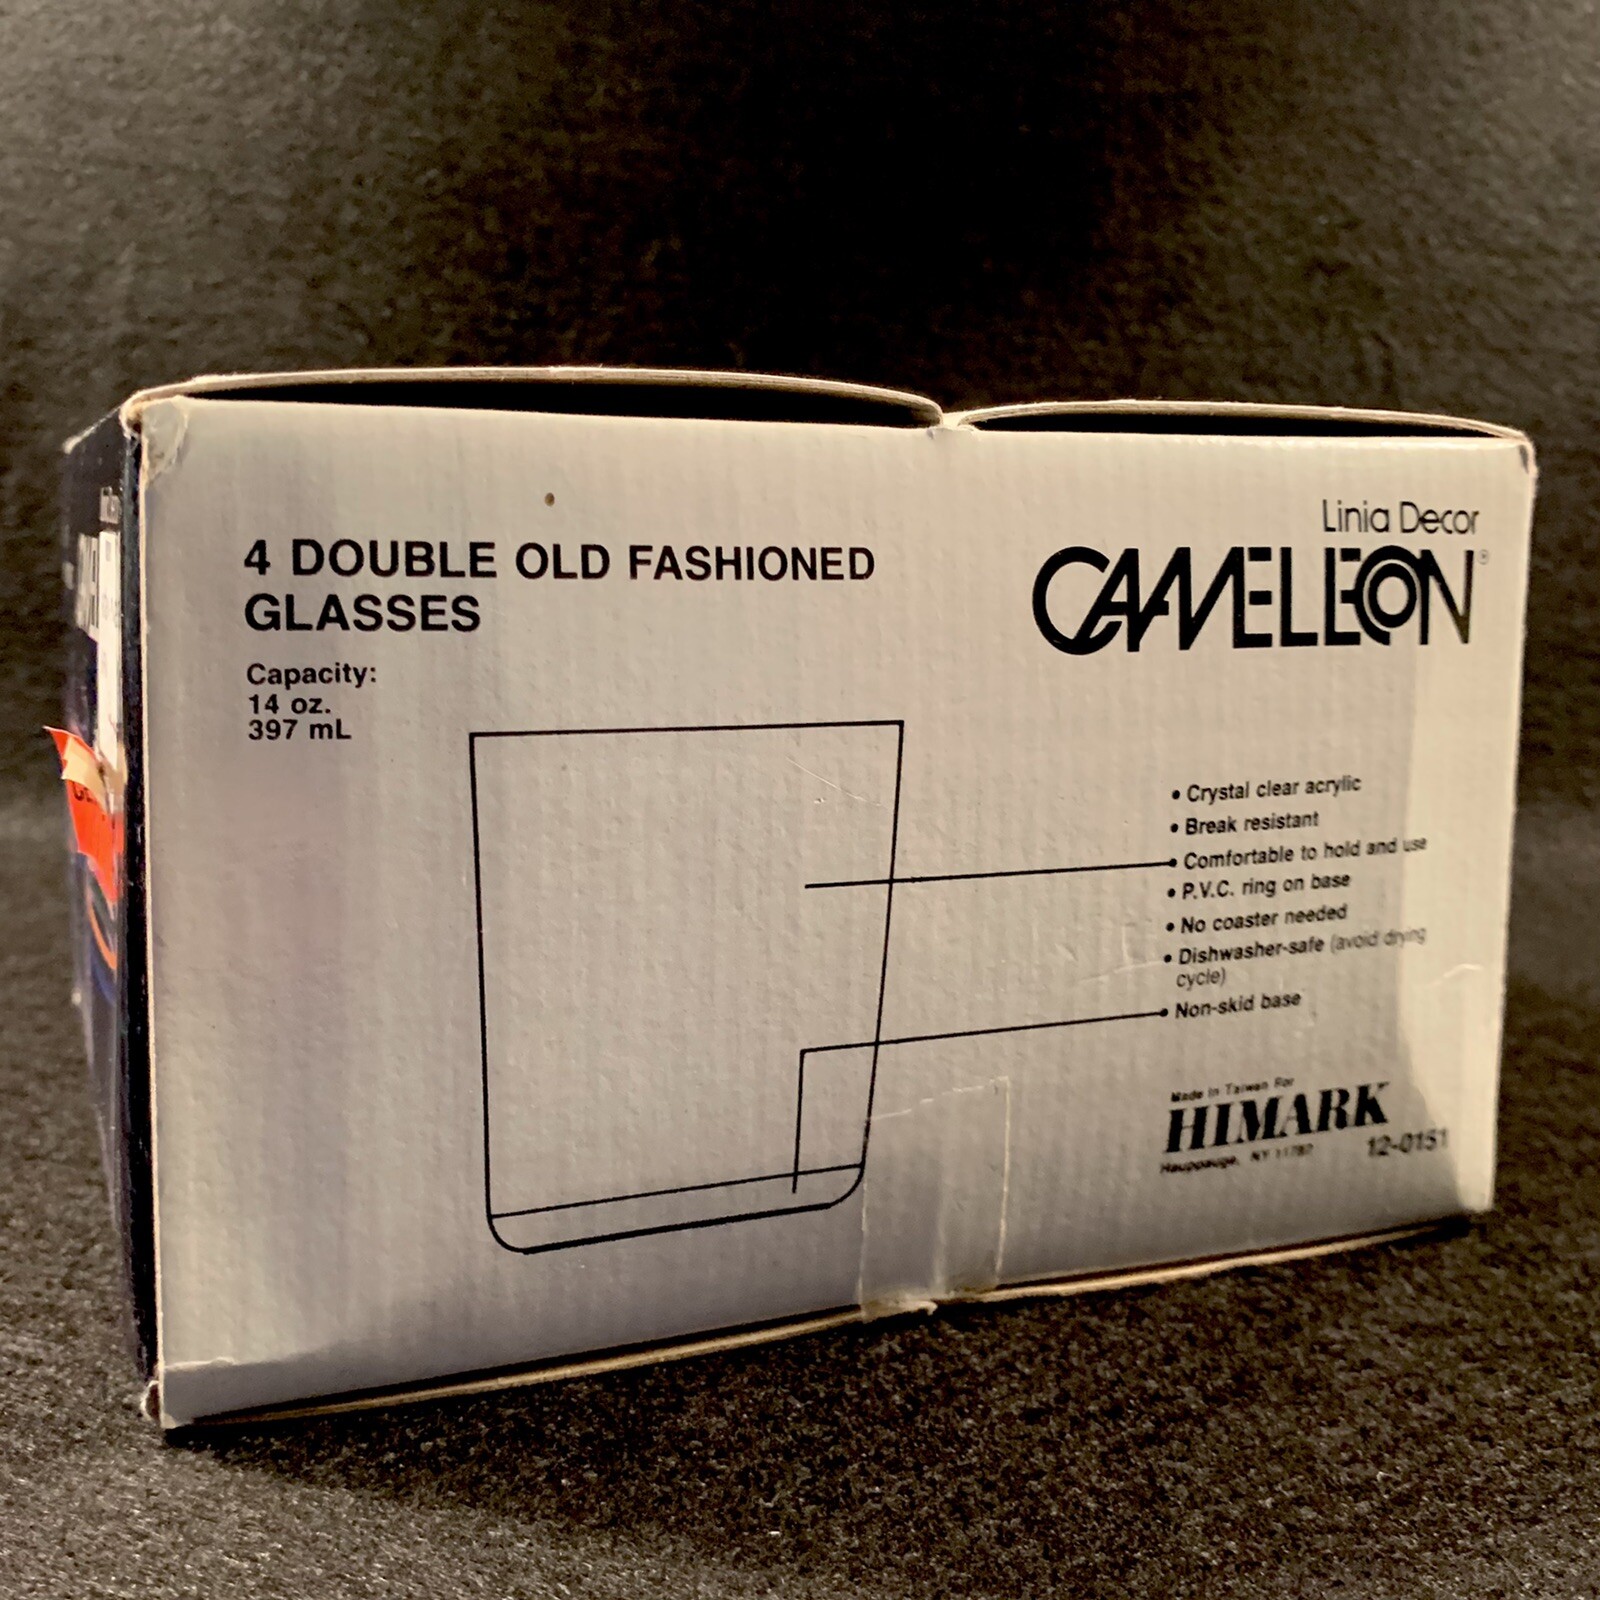 4 DOUBLE OLD FASHIONED
GLASSES
Capacity:
14 oz.
397 mL
Linia Decor
CAMELEON®
• Crystal clear acrylic
• Break resistant
• Comfortable to hold and use
• P.V.C. ring on base
• No coaster needed
• Dishwasher-safe (avoid drying
cycle)
• Non-skid base
Made in Taiwan For
HIMARK
Hauppauge, NY 11787
12-0151